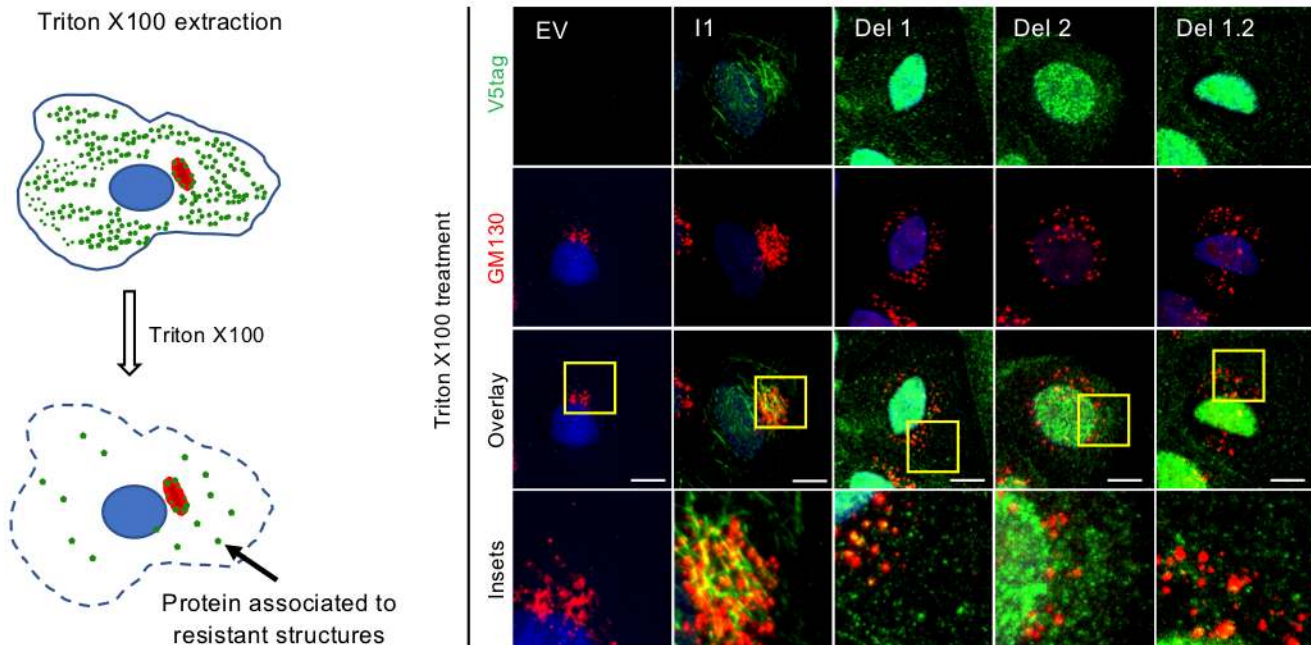 Triton X100 extraction
Triton X100
Protein associated to
resistant structures
Triton X100 treatment
EV
I1
Del 1
Del 2
Del 1.2
V5tag
GM130
Overlay
Insets